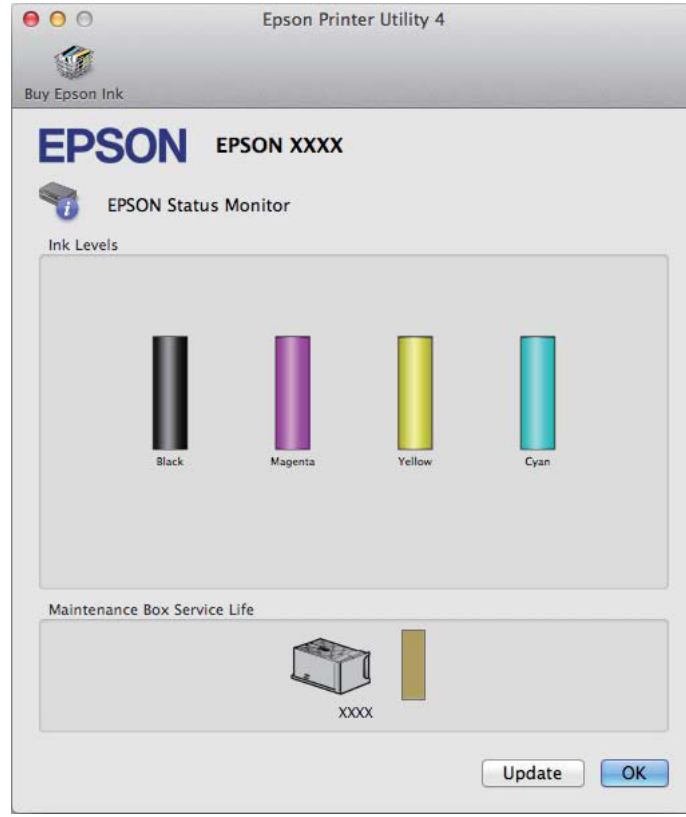 Epson Printer Utility 4
Buy Epson Ink
EPSON EPSON XXXX
EPSON Status Monitor
Ink Levels
Black Magenta Yellow Cyan
Maintenance Box Service Life
XXXX
Update OK